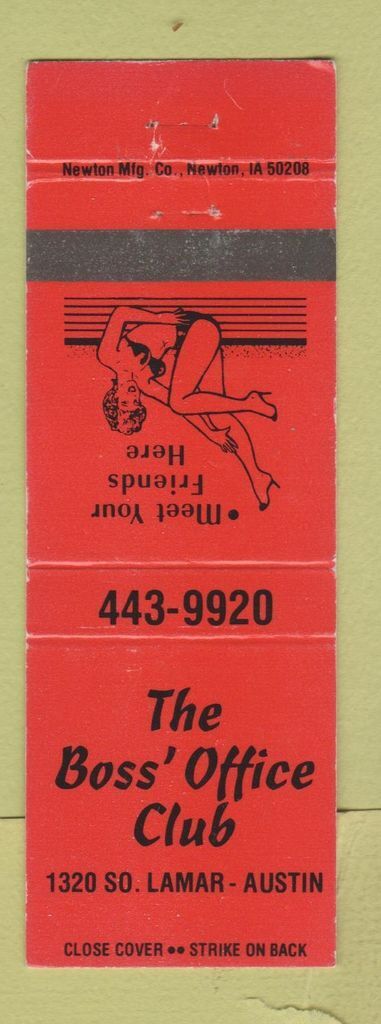 Newton Mfg. Co., Newton, IA 50208
• Meet Your
Friends
Here
443-9920
The
Boss' Office
Club
1320 SO. LAMAR - AUSTIN
CLOSE COVER •• STRIKE ON BACK